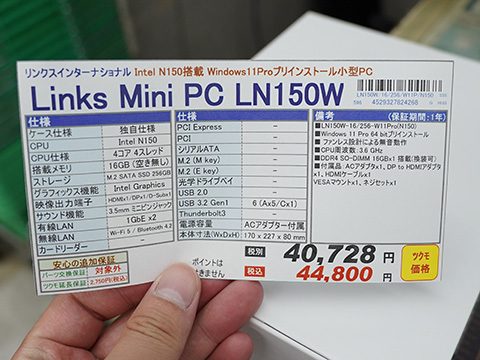 リンクスインターナショナル Intel N150搭載 Windows11Proプリインストール小型PC
Links Mini PC LN150W
LN150W-16/256-W11P(N150)
4529327824268
仕様
ケース仕様 独自仕様
CPU Intel N150
CPU仕様 4コア 4スレッド
搭載メモリ 16GB (空き:無し)
ストレージ M.2 SATA SSD 256GB
グラフィックス機能 Intel Graphics
映像出力端子 HDMIx1/DPx1/D-Subx1
サウンド機能 3.5mm ミニピンジャック
有線LAN 1GbE x2
無線LAN Wi-Fi 5 / Bluetooth 4.2
カードリーダー -
仕様
PCI Express -
PCI -
シリアルATA -
M.2 (M key) -
M.2 (E key) -
光学ドライブベイ -
USB 2.0 -
USB 3.2 Gen1 6 (Ax5/Cx1)
Thunderbolt3 -
電源容量 ACアダプター付属
本体寸法(WxDxH) 170 x 227 x 80 mm
備考 (保証期間:1年)
■LN150W-16/256-W11Pro(N150)
■Windows 11 Pro 64 bitプリインストール
■ファンレス設計による無音動作
■CPU周波数:3.6 GHz
■DDR4 SO-DIMM 16GBx1 搭載(換装可)
■付属品:ACアダプタx1、DP to HDMIアダプタ
x1、HDMIケーブルx1
VESAマウントx1、ネジセットx1
安心の追加保証
パーツ交換保証 対象外
ツクモ延長保証 2,750円(税込)
ポイントは
きません
税別 40,728 円
税込 44,800 円
ツクモ
価格